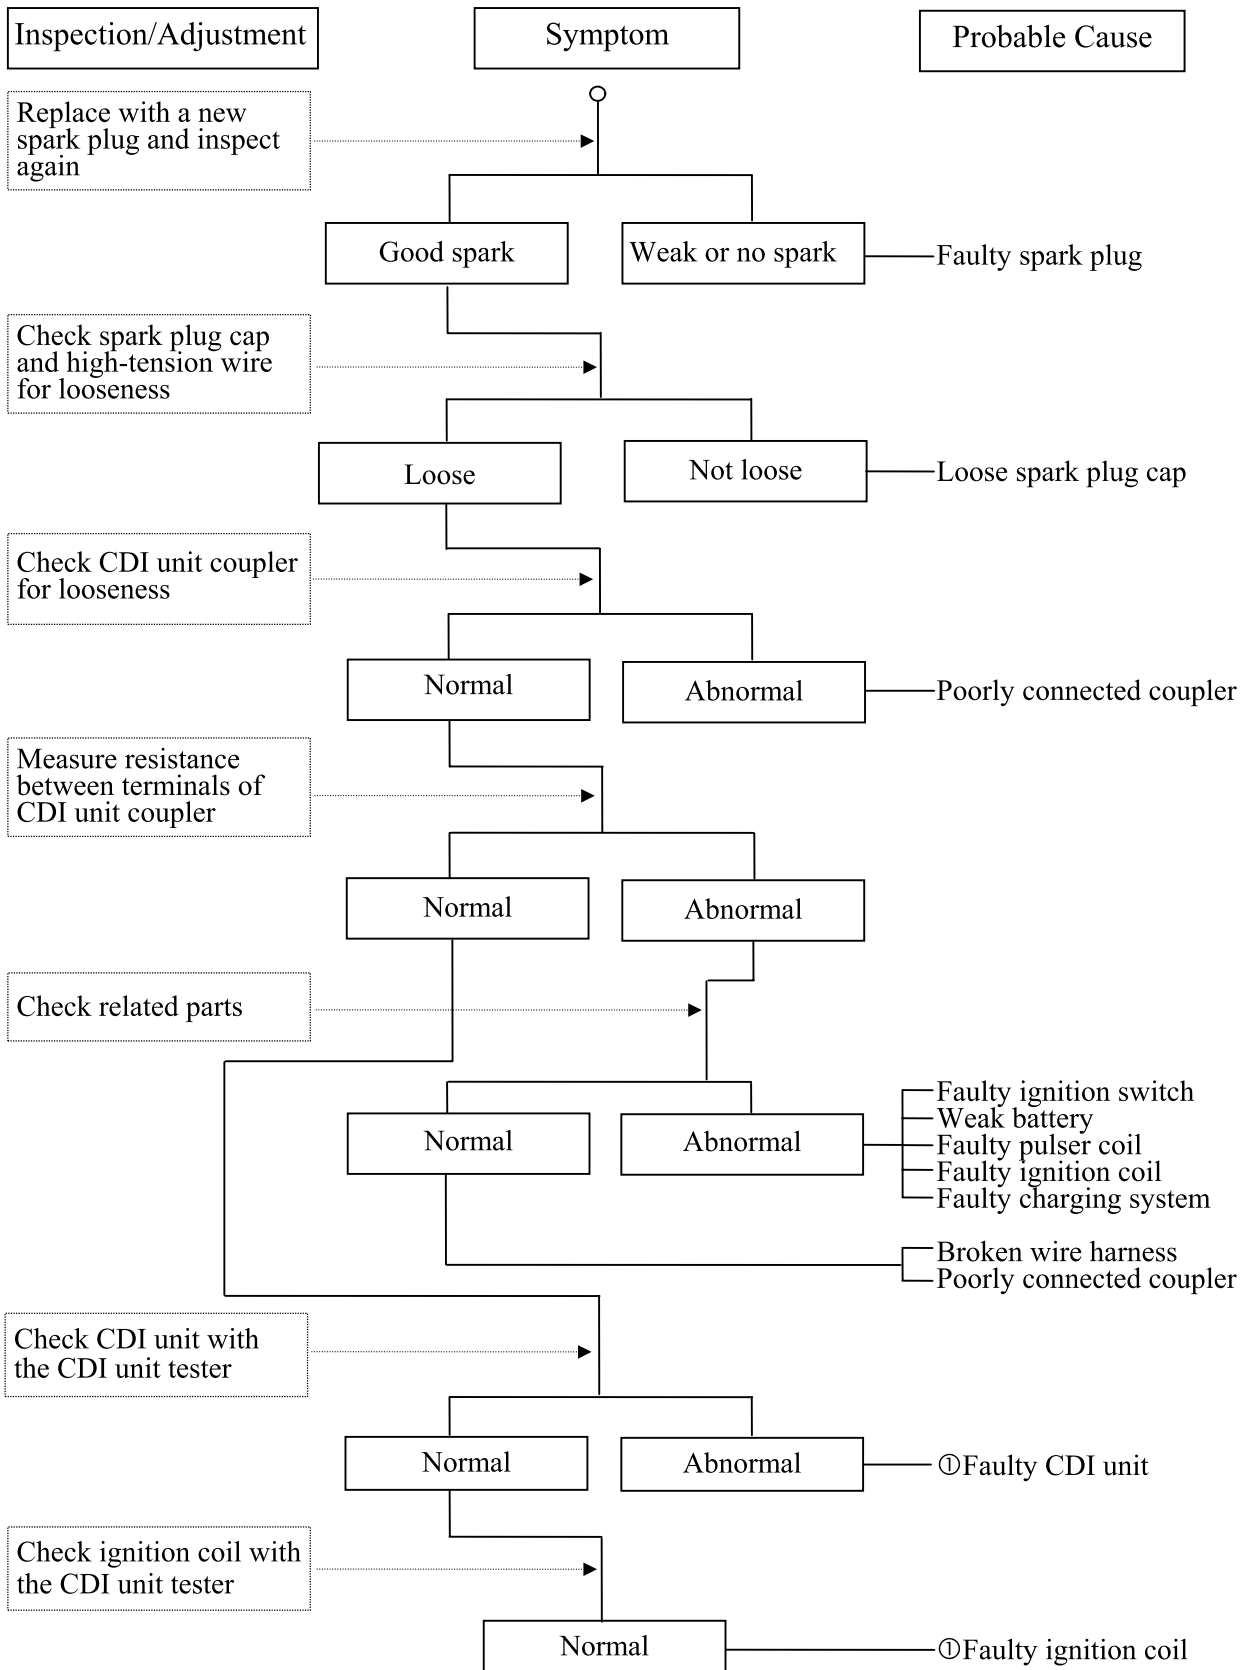 Inspection/Adjustment
Symptom
Probable Cause
Replace with a new
spark plug and inspect
again
Good spark
Weak or no spark
Faulty spark plug
Check spark plug cap
and high-tension wire
for looseness
Loose
Not loose
Loose spark plug cap
Check CDI unit coupler
for looseness
Normal
Abnormal
Poorly connected coupler
Measure resistance
between terminals of
CDI unit coupler
Normal
Abnormal
Check related parts
Normal
Abnormal
Faulty ignition switch
Weak battery
Faulty pulser coil
Faulty ignition coil
Faulty charging system
Broken wire harness
Poorly connected coupler
Check CDI unit with
the CDI unit tester
Normal
Abnormal
①Faulty CDI unit
Check ignition coil with
the CDI unit tester
Normal
①Faulty ignition coil